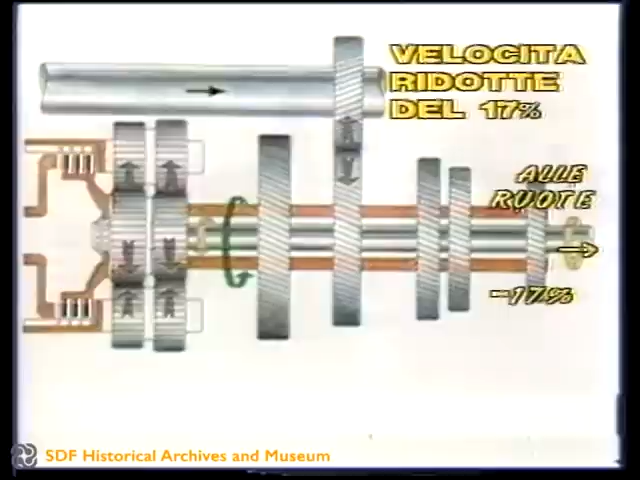 VELOCITA
RIDOTTE
DEL 17%
ALLE
RUOTE
-17%
SDF Historical Archives and Museum